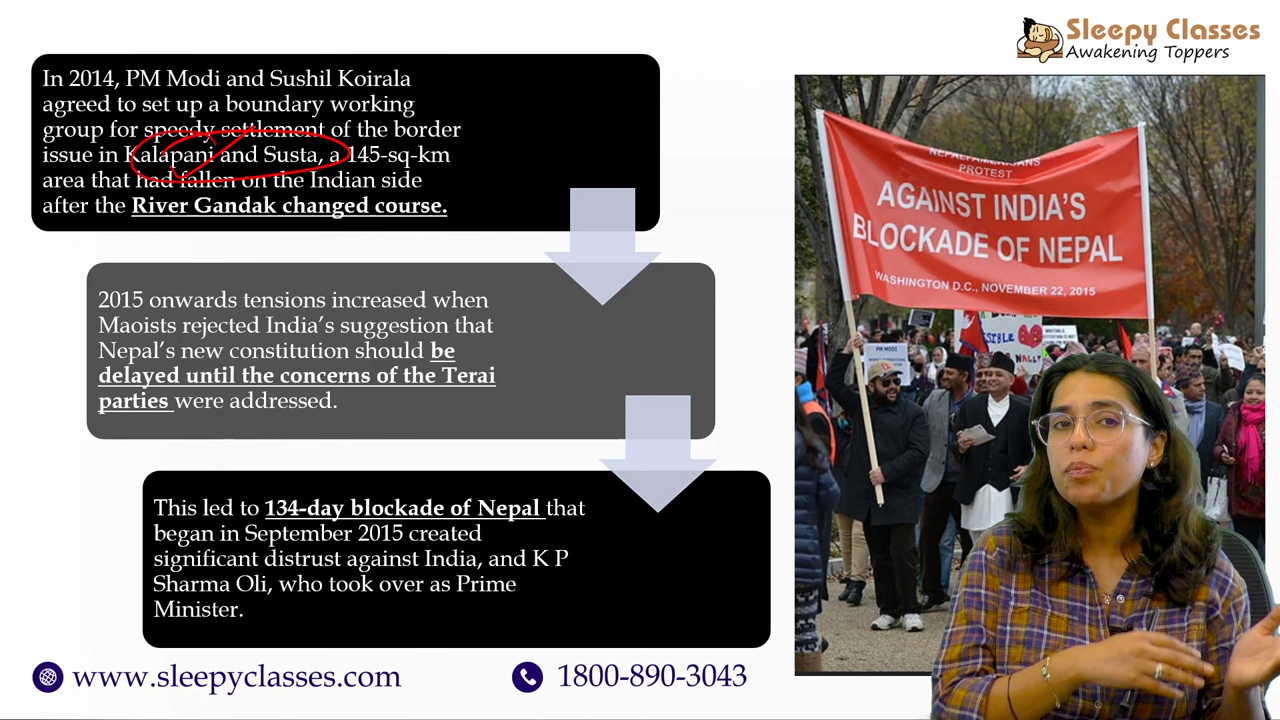 Sleepy Classes
Awakening Toppers
In 2014, PM Modi and Sushil Koirala
agreed to set up a boundary working
group for speedy settlement of the border
issue in Kalapani and Susta, a 145-sq-km
area that had fallen on the Indian side
after the River Gandak changed course.
2015 onwards tensions increased when
Maoists rejected India’s suggestion that
Nepal’s new constitution should be
delayed until the concerns of the Terai
parties were addressed.
This led to 134-day blockade of Nepal that
began in September 2015 created
significant distrust against India, and K P
Sharma Oli, who took over as Prime
Minister.
PROTEST
AGAINST INDIA'S
BLOCKADE OF NEPAL
WASHINGTON D.C., NOVEMBER 22, 2015
PM MODI
www.sleepyclasses.com
1800-890-3043